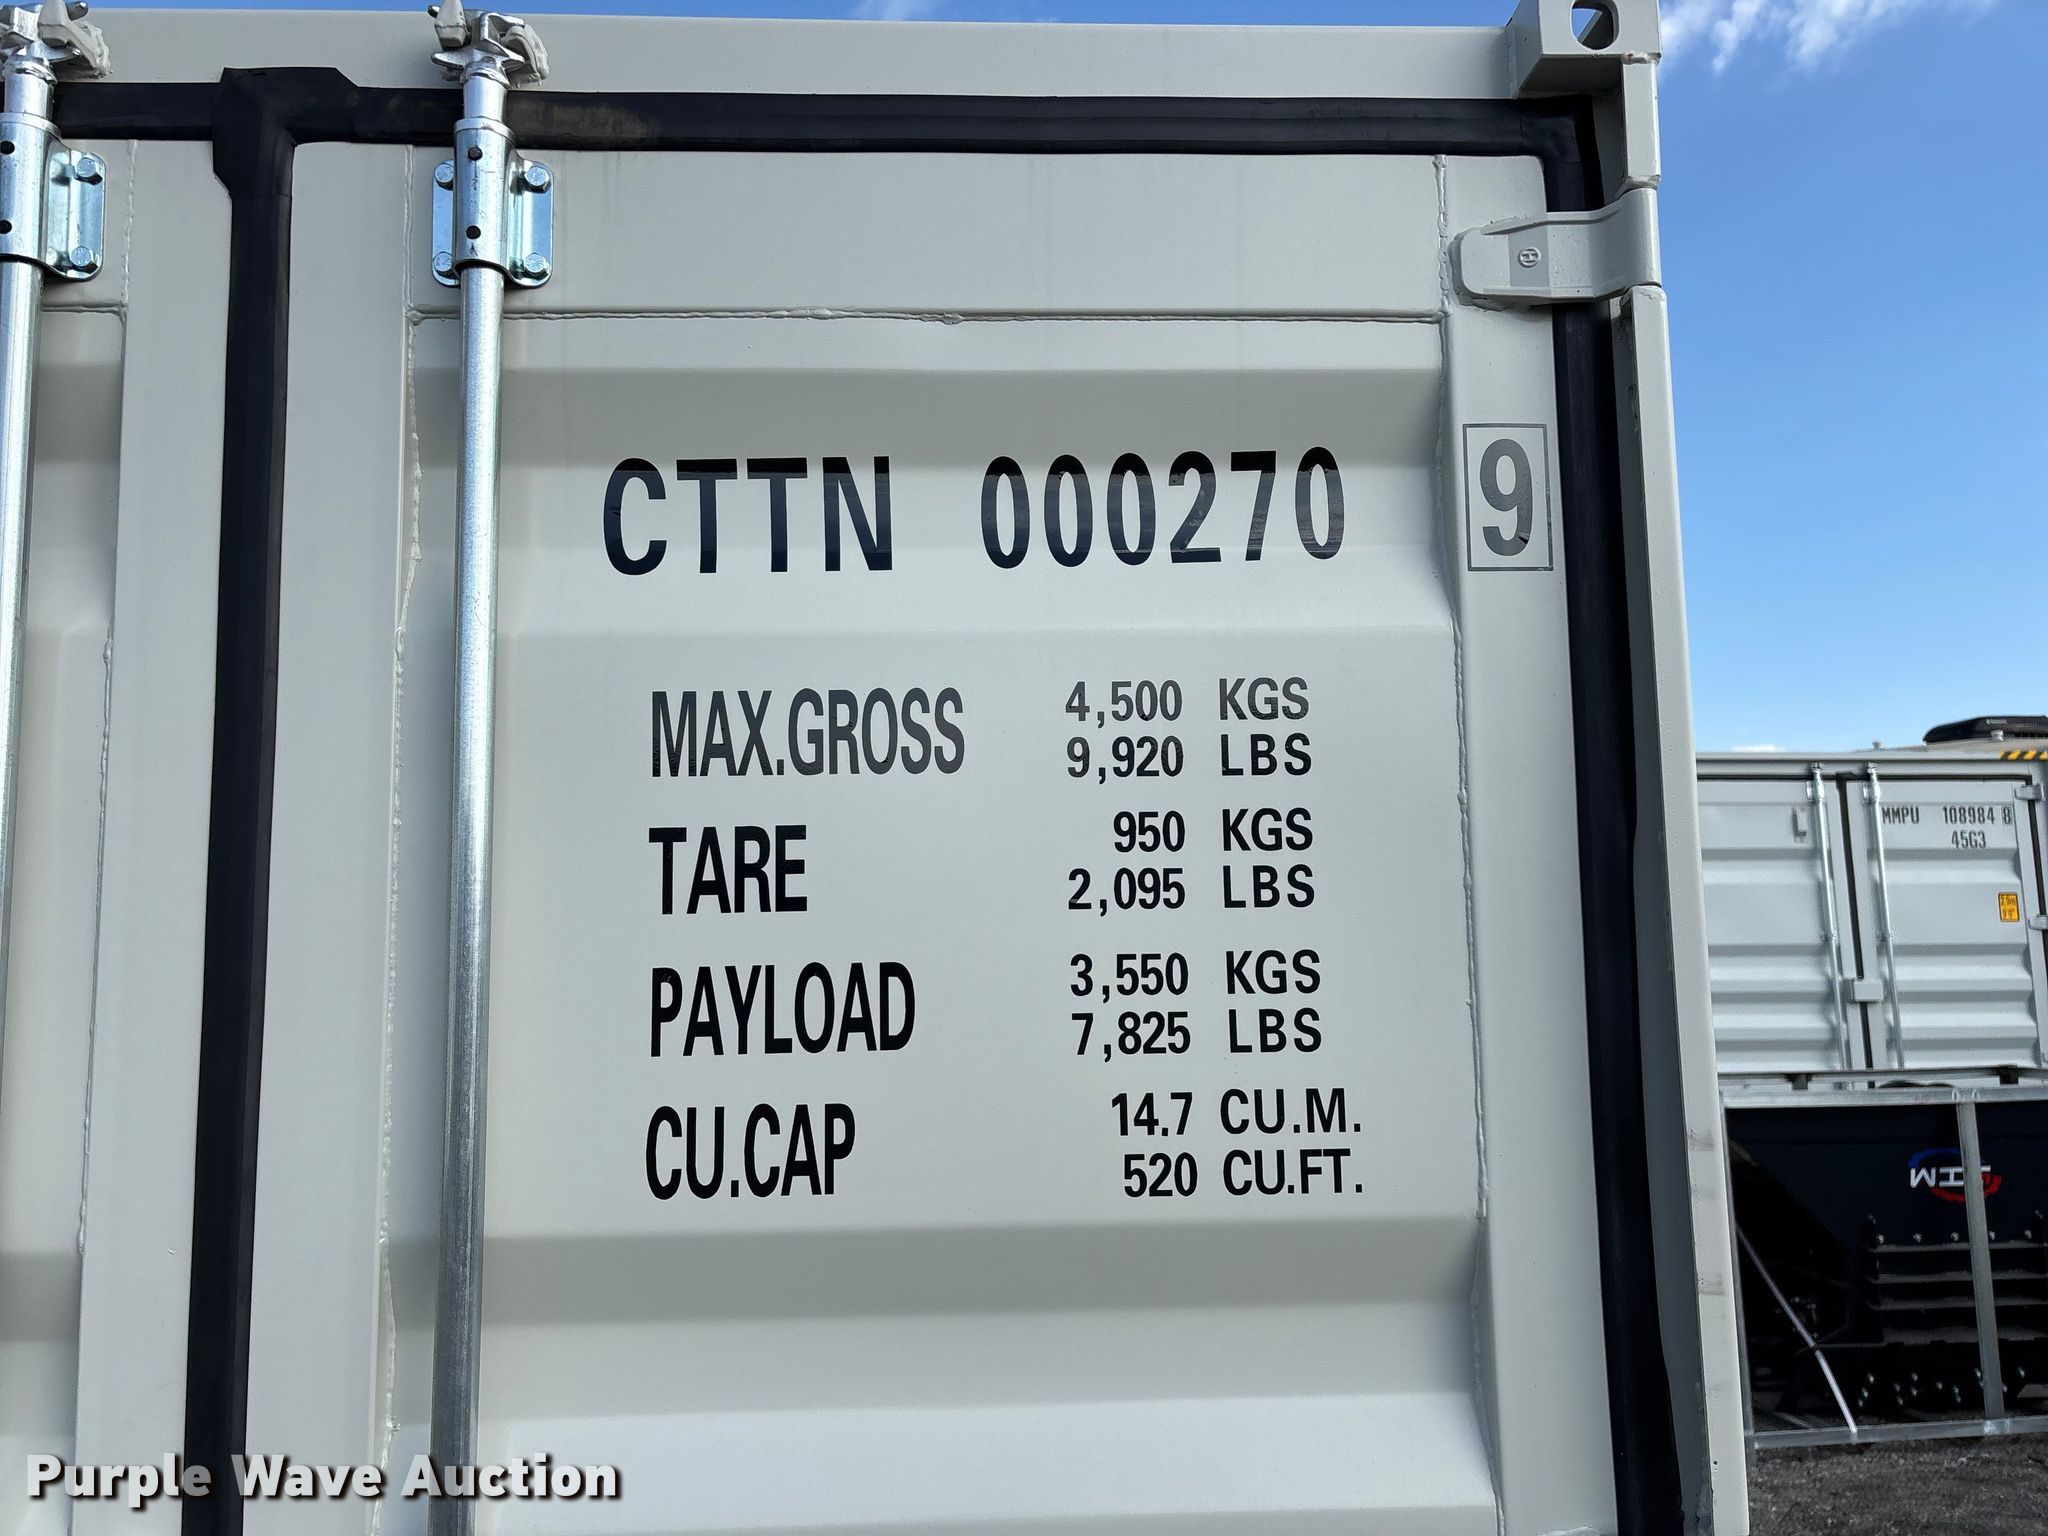 CTTN 000270 9
MAX.GROSS 4,500 KGS
9,920 LBS
TARE 950 KGS
2,095 LBS
PAYLOAD 3,550 KGS
7,825 LBS
CU.CAP 14.7 CU.M.
520 CU.FT.
MMPU 108984 8
45G3
Purple Wave Auction